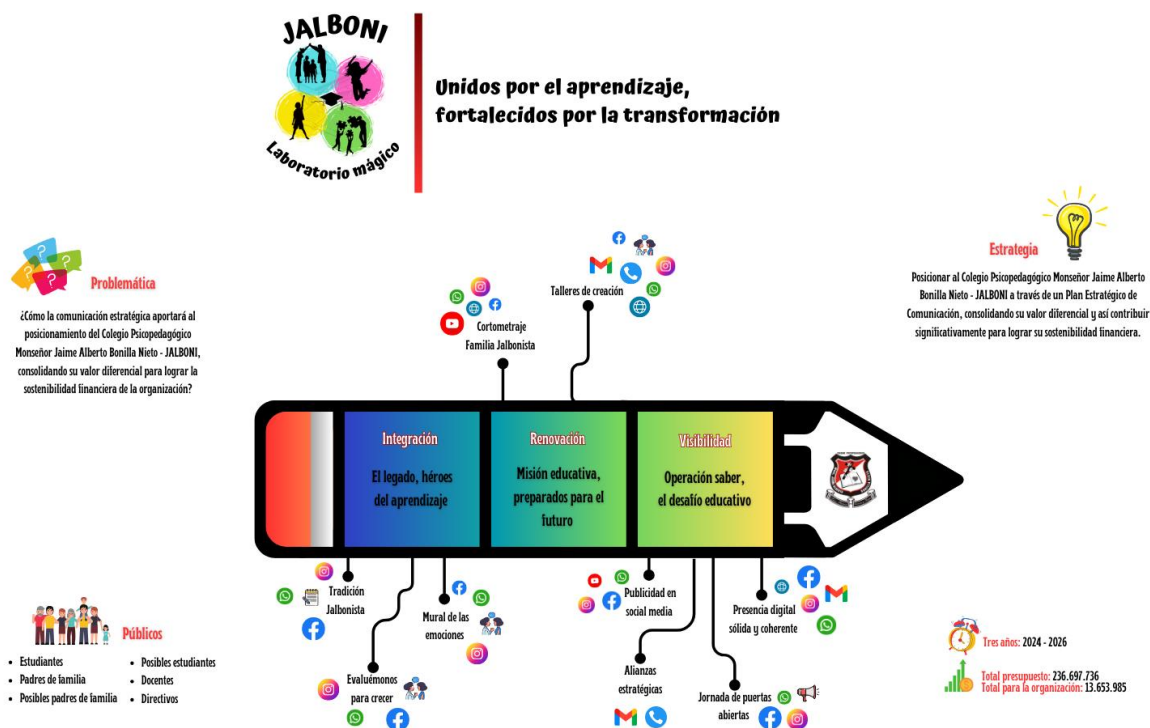 JALBONI
Laboratorio mágico
Unidos por el aprendizaje,
fortalecidos por la transformación
Problemática
¿Cómo la comunicación estratégica aportará al
posicionamiento del Colegio Psicopedagógico
Monseñor Jaime Alberto Bonilla Nieto - JALBONI,
consolidando su valor diferencial para lograr la
sostenibilidad financiera de la organización?
Estrategia
Posicionar al Colegio Psicopedagógico Monseñor Jaime Alberto
Bonilla Nieto - JALBONI a través de un Plan Estratégico de
Comunicación, consolidando su valor diferencial y así contribuir
significativamente para lograr su sostenibilidad financiera.
Cortometraje
Familia Jalbonista
Talleres de creación
Integración
El legado, héroes
del aprendizaje
Renovación
Misión educativa,
preparados para el
futuro
Visibilidad
Operación saber,
el desafío educativo
Tradición
Jalbonista
Evaluémonos
para crecer
Mural de las
emociones
Publicidad en
social media
Alianzas
estratégicas
Jornada de puertas
abiertas
Presencia digital
sólida y coherente
Públicos
• Estudiantes
• Padres de familia
• Posibles padres de familia
• Posibles estudiantes
• Docentes
• Directivos
Tres años: 2024 - 2026
Total presupuesto: 236.697.736
Total para la organización: 13.653.985